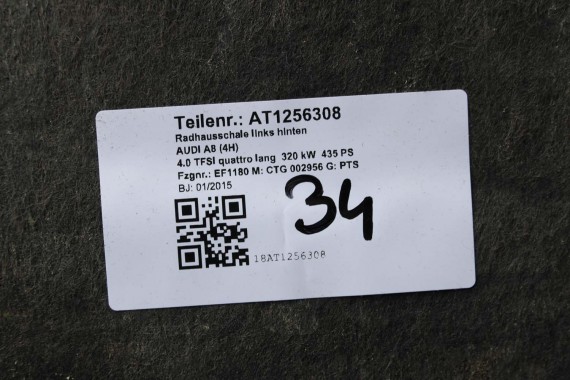 Teilenr.: AT1256308
Radhausschale links hinten
AUDI A8 (4H)
4.0 TFSI quattro lang 320 kW 435 PS
Fzgnr.: EF1180 M: CTG 002956 G: PTS
BJ: 01/2015
34
18AT1256308